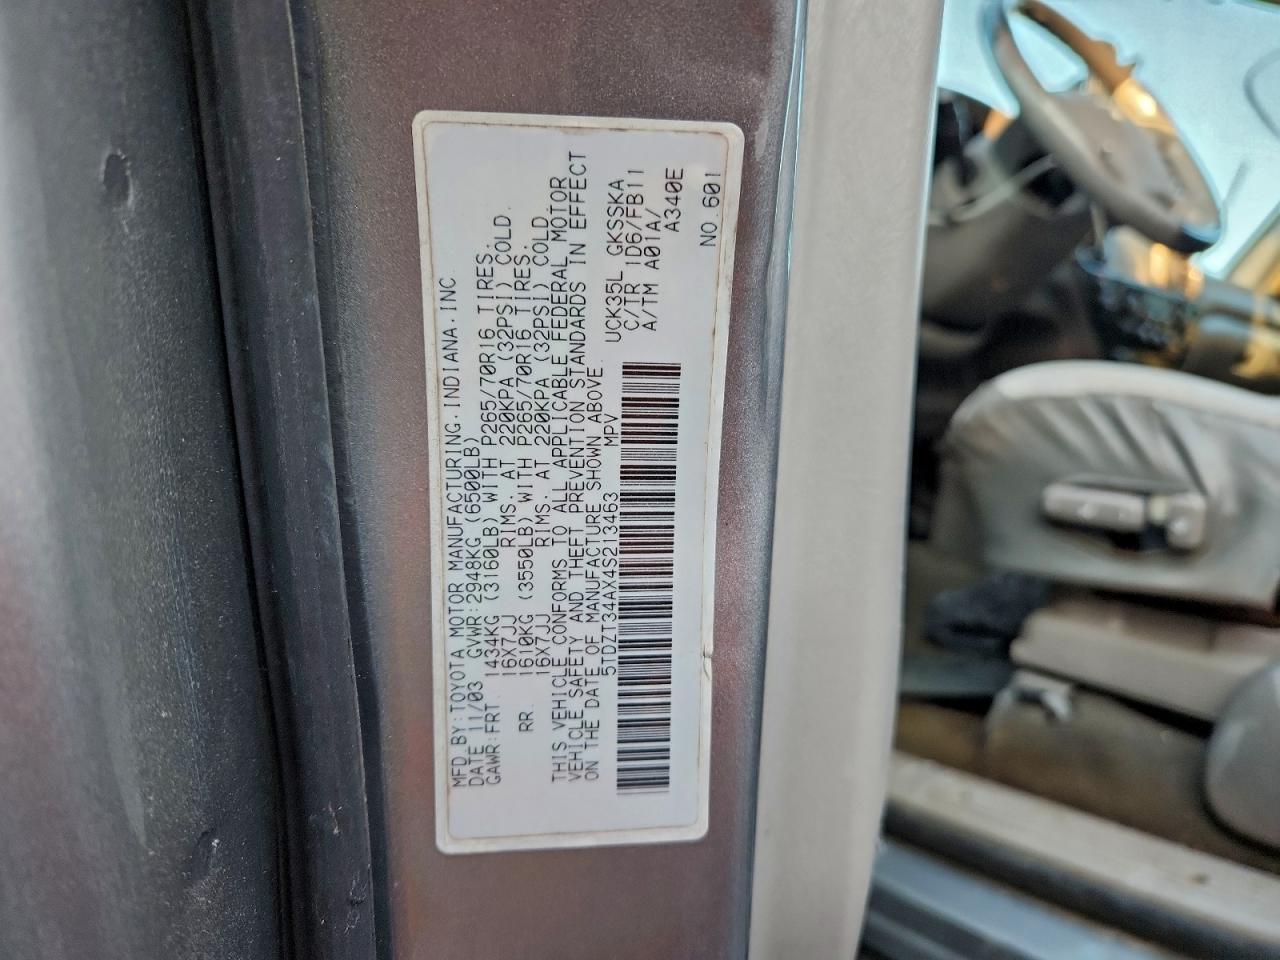 MFD.BY:TOYOTA MOTOR MANUFACTURING.INDIANA.INC
DATE 11/03 GVWR:2948KG(6500LB)
GAWR:FRT. 1434KG (3160LB)WITH P265/70R16 TIRES.
16X7JJ RIMS.AT 220KPA (32PSI)COLD.
RR. 1610KG (3550LB)WITH P265/70R16 TIRES.
16X7JJ RIMS.AT 220KPA (32PSI)COLD.
THIS VEHICLE CONFORMS TO ALL APPLICABLE FEDERAL MOTOR
VEHICLE SAFETY AND THEFT PREVENTION STANDARDS IN EFFECT
ON THE DATE OF MANUFACTURE SHOWN ABOVE
5TDZT34AX4S213463 MPV
UCK35L GKSSKA
C/TR 1D6/FB11
A/TM A01A/
A340E
NO.601